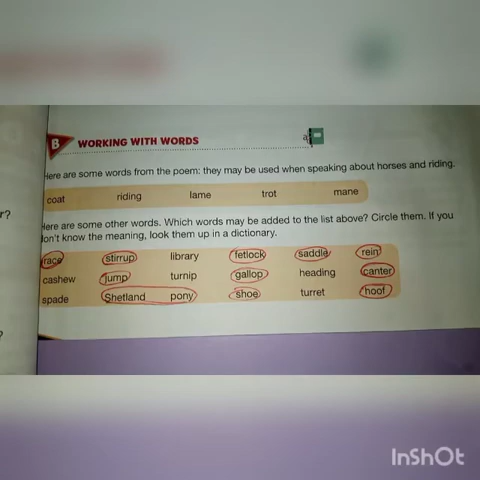 B WORKING WITH WORDS
Here are some words from the poem: they may be used when speaking about horses and riding.
coat riding lame trot mane
r?
Here are some other words. Which words may be added to the list above? Circle them. If you
don't know the meaning, look them up in a dictionary.
race stirrup library fetlock saddle rein
cashew jump turnip gallop heading canter
spade Shetland pony shoe turret hoof
?
InShOt